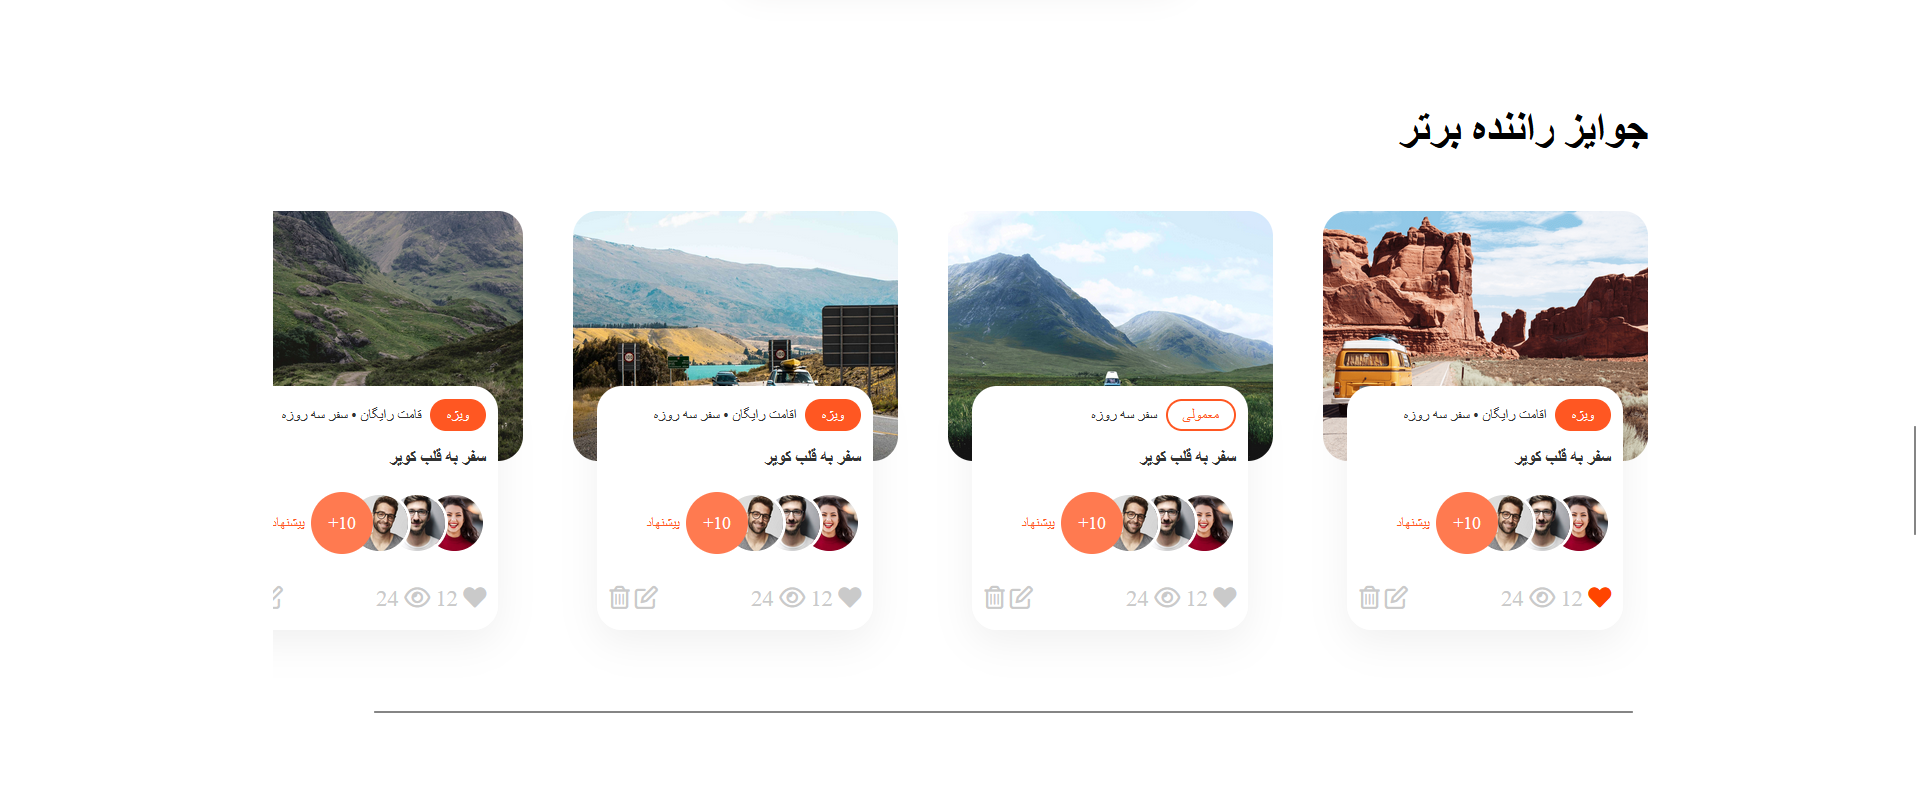 جوایز راننده برتر
ویژه اقامت رایگان • سفر سه روزه
سفر به قلب کویر
+10 پیشنهاد
12 24
معمولی سفر سه روزه
سفر به قلب کویر
+10 پیشنهاد
12 24
ویژه اقامت رایگان • سفر سه روزه
سفر به قلب کویر
+10 پیشنهاد
12 24
ویژه قامت رایگان • سفر سه روزه
سفر به قلب کویر
+10 پیشنهاد
12 24